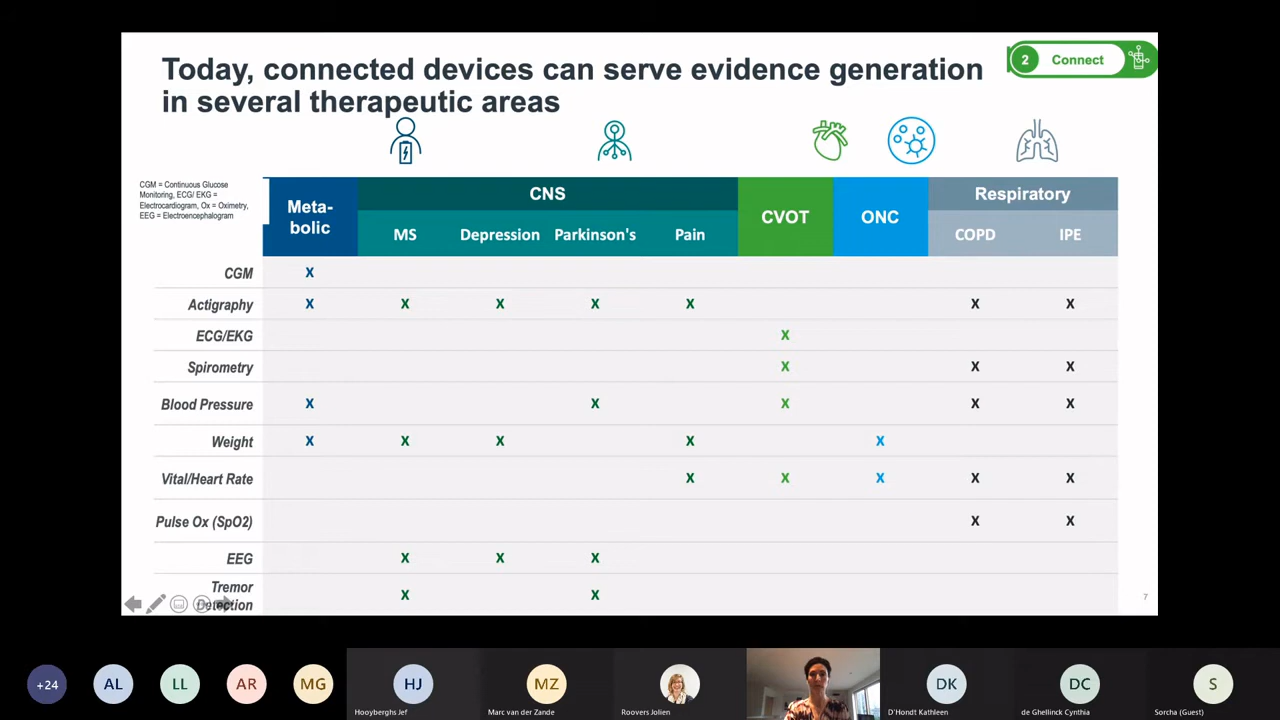 Today, connected devices can serve evidence generation
in several therapeutic areas
2 Connect
CGM = Continuous Glucose
Monitoring, ECG/ EKG =
Electrocardiogram, Ox = Oximetry,
EEG = Electroencephalogram
Meta-
bolic
CNS
CVOT
ONC
Respiratory
MS Depression Parkinson's Pain COPD IPE
CGM X
Actigraphy X X X X X X X
ECG/EKG X
Spirometry X X X
Blood Pressure X X X X X
Weight X X X X X
Vital/Heart Rate X X X X X
Pulse Ox (SpO2) X X
EEG X X X
Tremor
Detection X X
7
+24 AL LL AR MG HJ MZ DK DC S
Hooyberghs Jef Marc van der Zande Roovers Jolien D'Hondt Kathleen de Ghellinck Cynthia Sorcha (Guest)